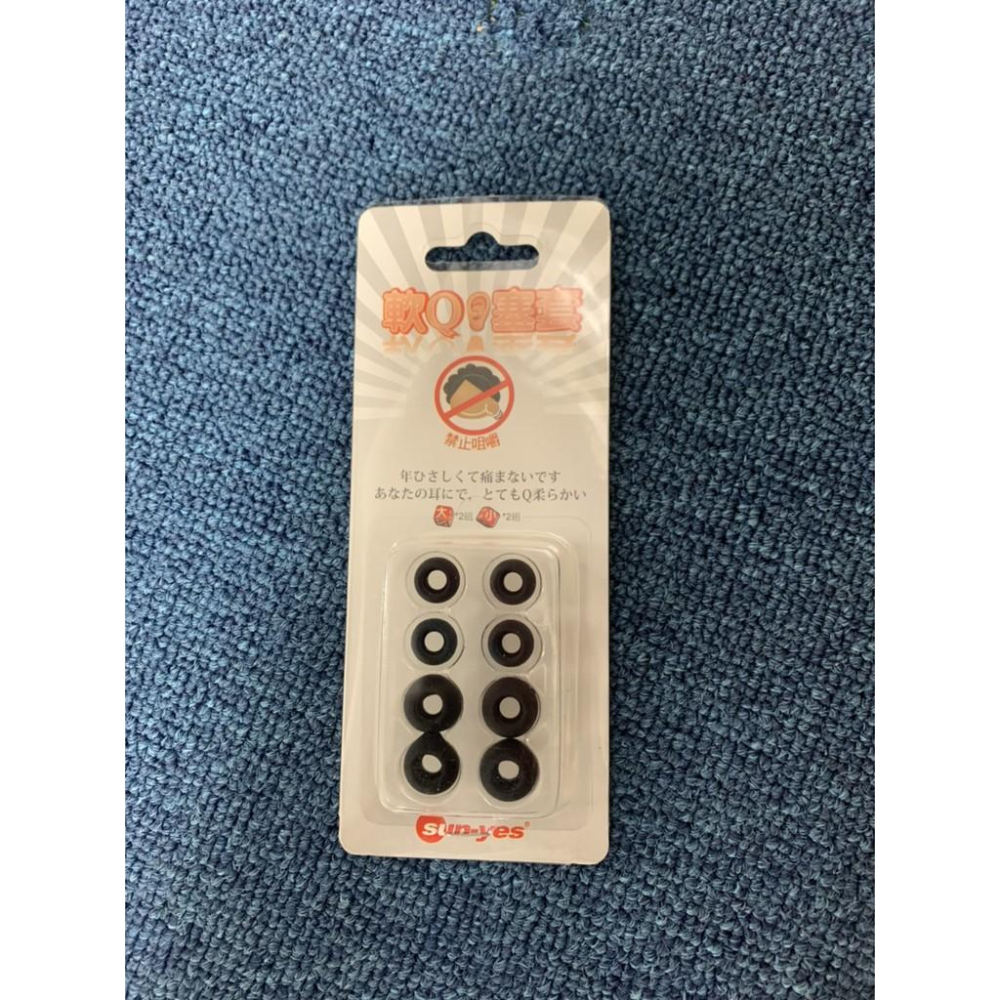 軟Q塞套
禁止咀嚼
年ひさしくて痛まないです
あなたの耳にで，とてもQ柔らかい
大*2組 小*2組
sun-yes®